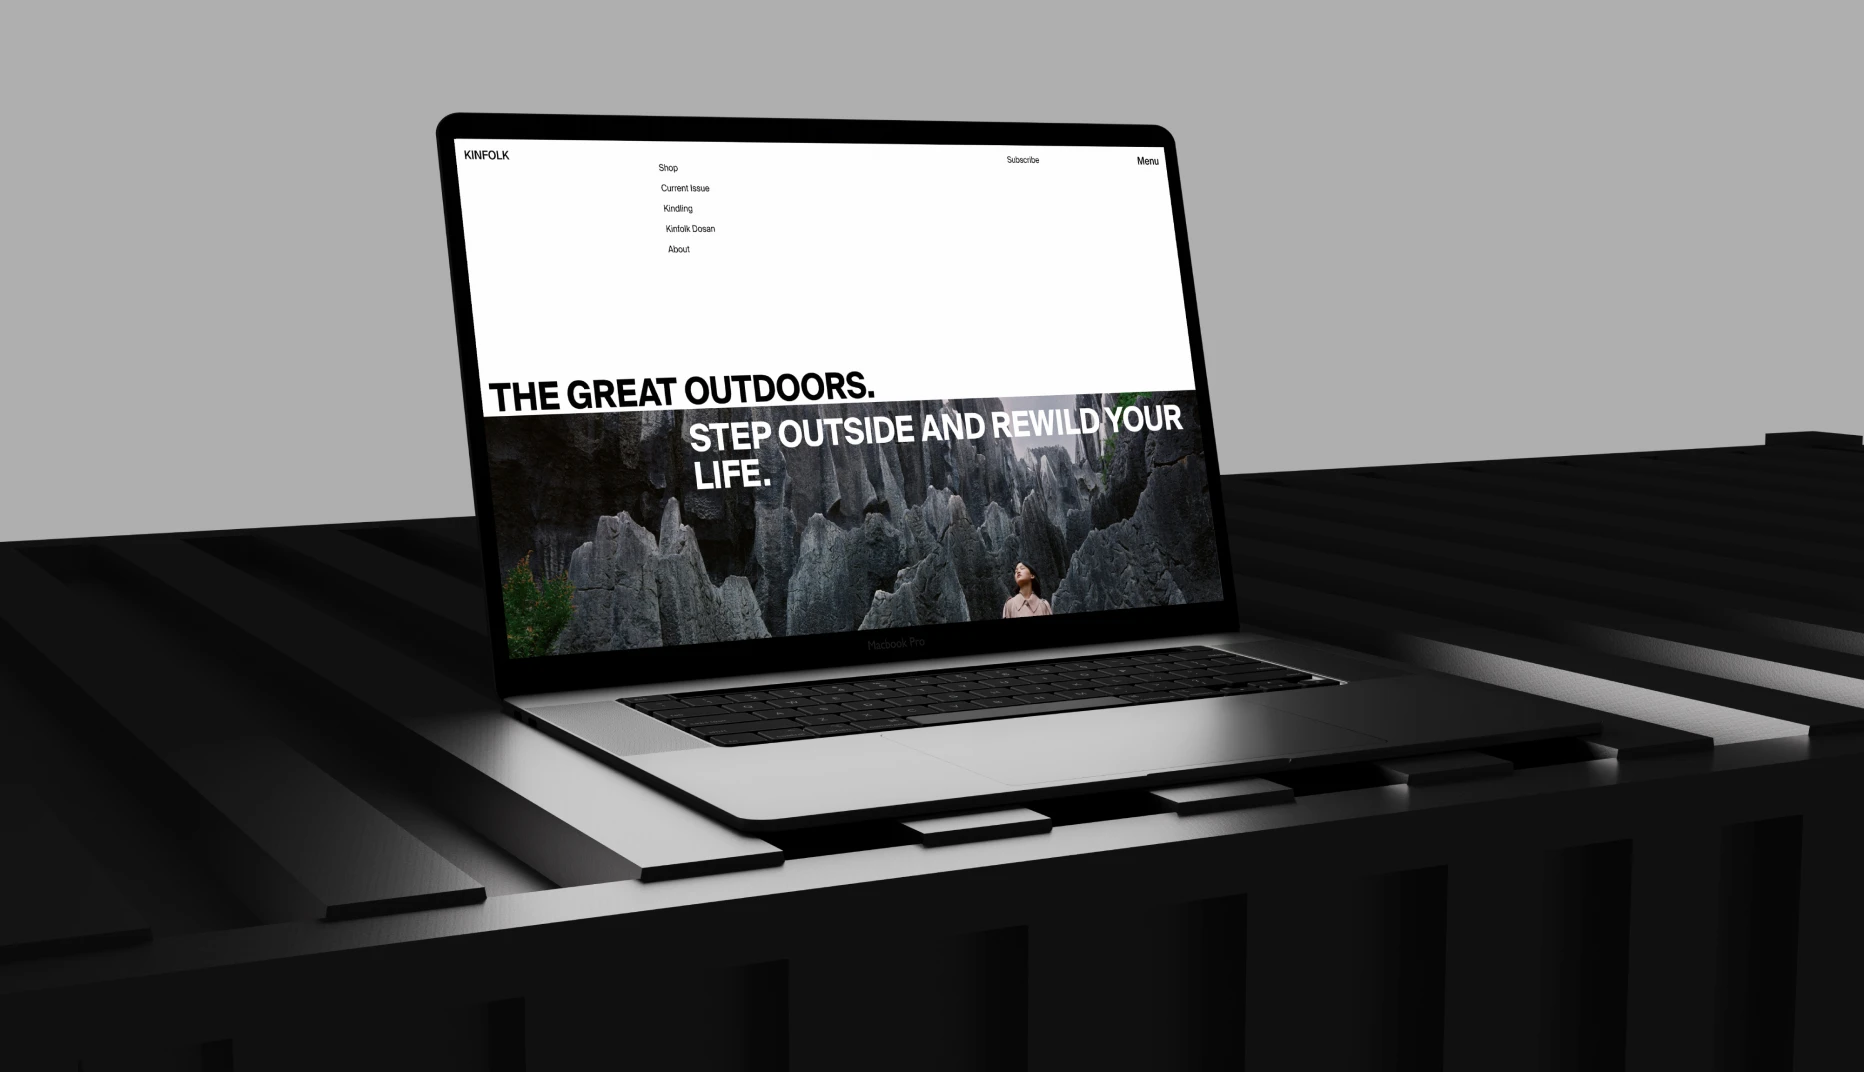 KINFOLK
Shop
Current Issue
Kindling
Kinfolk Dosan
About
Subscribe
Menu
THE GREAT OUTDOORS.
STEP OUTSIDE AND REWILD YOUR
LIFE.
Macbook Pro